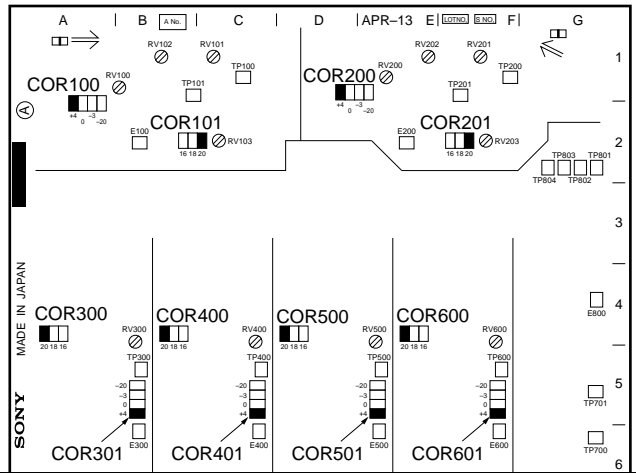 A B A No. C D APR–13 E LOTNO. S NO. F G
RV102 RV101 RV202 RV201 1
COR100 RV100 TP101 TP100 COR200 RV200 TP201 TP200
A
+4 0 –3 –20 +4 0 –3 –20
E100 COR101 RV103 E200 COR201 RV203 2
16 18 20 16 18 20
TP803 TP801
TP804 TP802
3
MADE IN JAPAN
4
COR300 COR400 COR500 COR600 E800
20 18 16 RV300 20 18 16 RV400 20 18 16 RV500 20 18 16 RV600
TP300 TP400 TP500 TP600
–20 –20 –20 –20 5
–3 –3 –3 –3
0 0 0 0 TP701
+4 +4 +4 +4
SONY
E300 E400 E500 E600 TP700
COR301 COR401 COR501 COR601 6